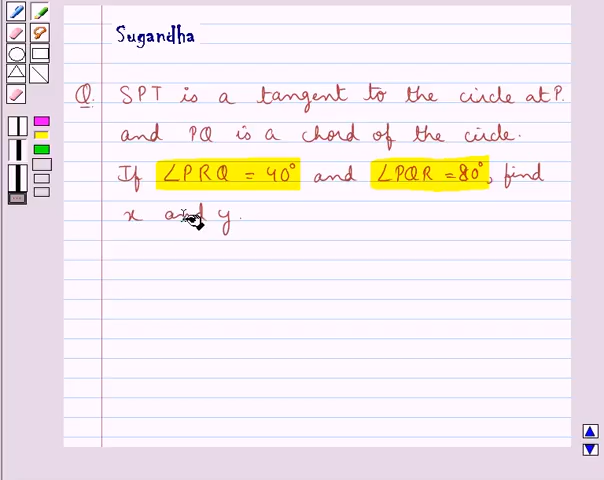 Sugandha
Q. SPT is a tangent to the circle at P.
and PQ is a chord of the circle.
If ∠PRQ = 40° and ∠PQR = 80°, find
x and y.